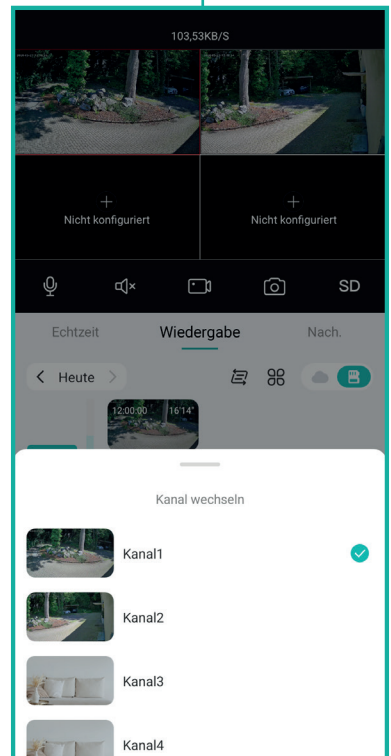 103,53KB/S
Nicht konfiguriert
Nicht konfiguriert
SD
Echtzeit
Wiedergabe
Nach.
Heute
12:00:00 16'14"
Kanal wechseln
Kanal1
Kanal2
Kanal3
Kanal4